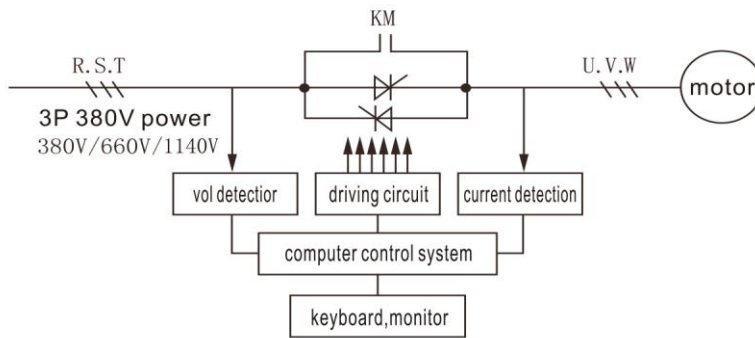 KM
R.S.T
U.V.W
motor
3P 380V power
380V/660V/1140V
vol detectior
driving circuit
current detection
computer control system
keyboard,monitor